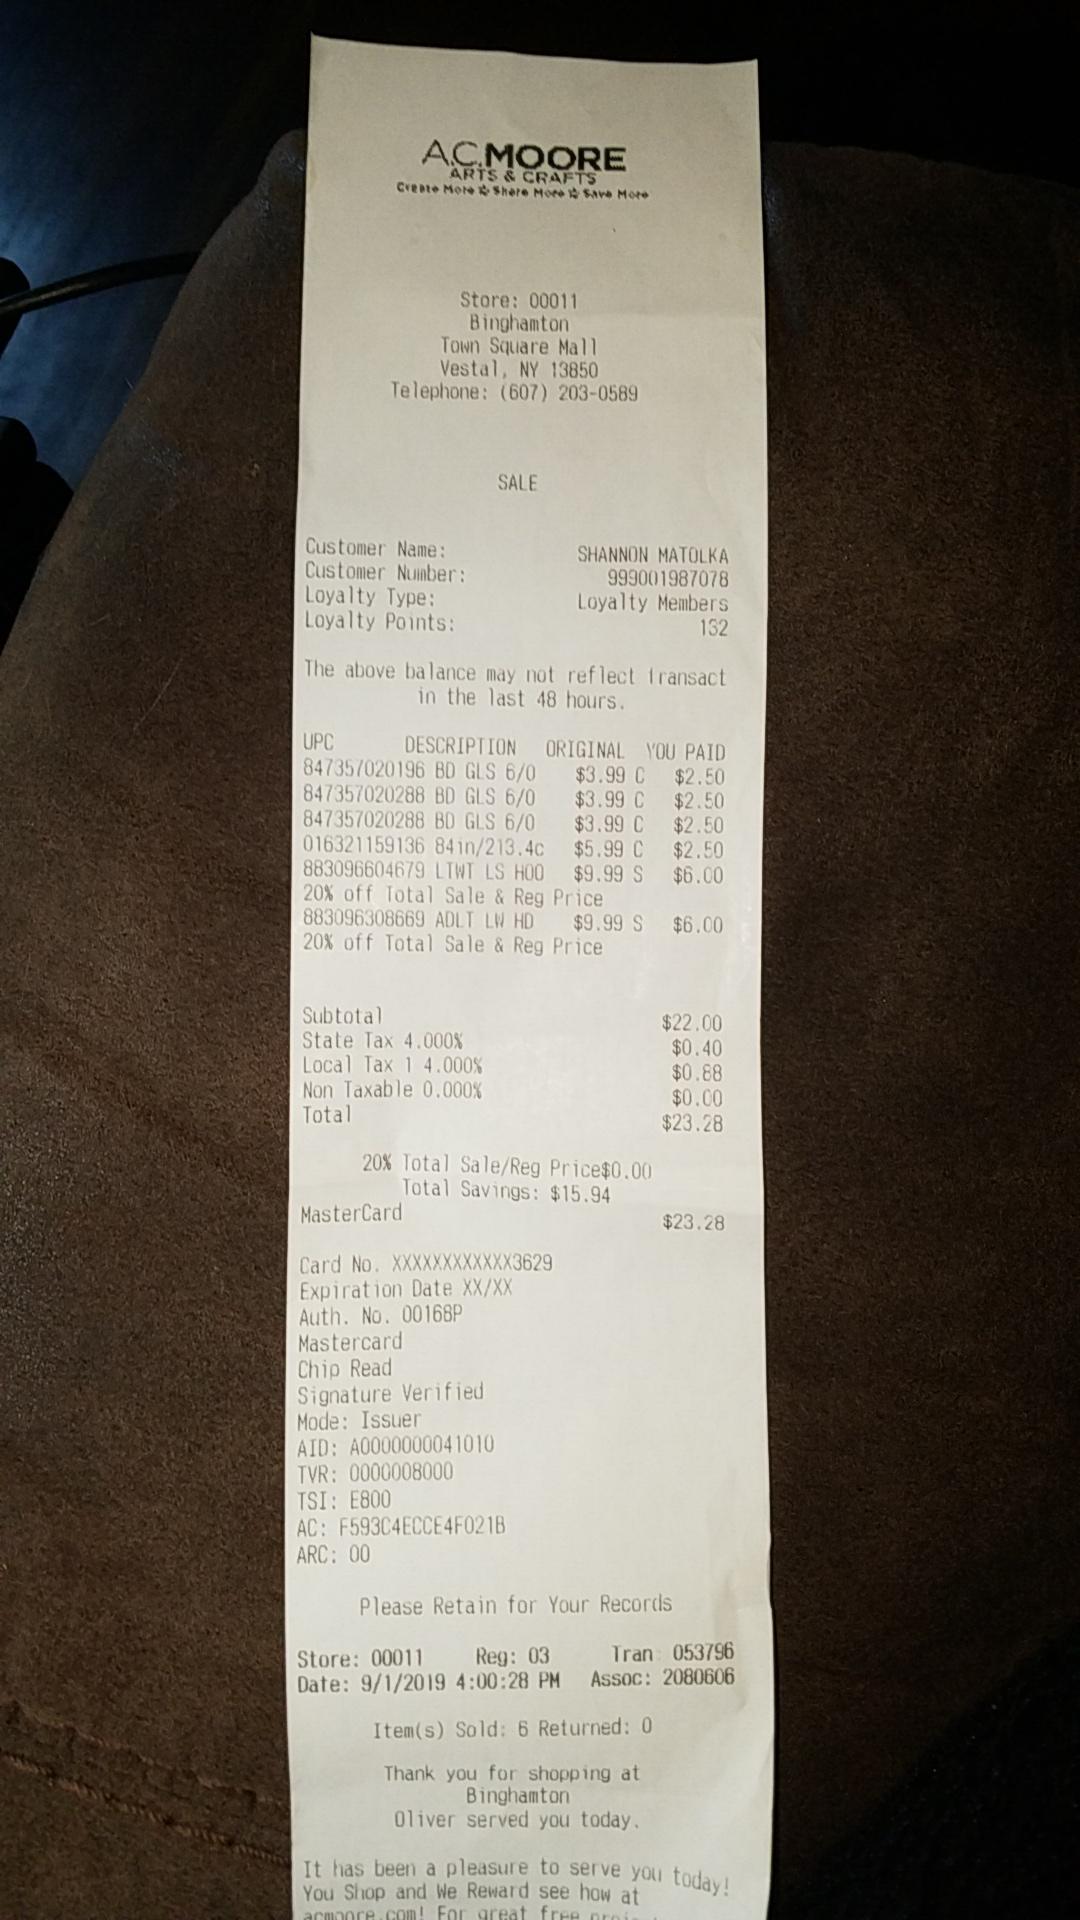 A.C.MOORE
ARTS & CRAFTS
Create More ☆ Share More ☆ Save More
Store: 00011
Binghamton
Town Square Mall
Vestal, NY 13850
Telephone: (607) 203-0589
SALE
Customer Name: SHANNON MATOLKA
Customer Number: 999001987078
Loyalty Type: Loyalty Members
Loyalty Points: 132
The above balance may not reflect transact
in the last 48 hours.
UPC DESCRIPTION ORIGINAL YOU PAID
847357020196 BD GLS 6/0 $3.99 C $2.50
847357020288 BD GLS 6/0 $3.99 C $2.50
847357020288 BD GLS 6/0 $3.99 C $2.50
016321159136 84in/213.4c $5.99 C $2.50
883096604679 LTWT LS HOO $9.99 S $6.00
20% off Total Sale & Reg Price
883096308669 ADLT LW HD $9.99 S $6.00
20% off Total Sale & Reg Price
Subtotal $22.00
State Tax 4.000% $0.40
Local Tax 1 4.000% $0.88
Non Taxable 0.000% $0.00
Total $23.28
20% Total Sale/Reg Price$0.00
Total Savings: $15.94
MasterCard $23.28
Card No. XXXXXXXXXXXX3629
Expiration Date XX/XX
Auth. No. 00168P
Mastercard
Chip Read
Signature Verified
Mode: Issuer
AID: A0000000041010
TVR: 0000008000
TSI: E800
AC: F593C4ECCE4F021B
ARC: 00
Please Retain for Your Records
Store: 00011 Reg: 03 Tran: 053796
Date: 9/1/2019 4:00:28 PM Assoc: 2080606
Item(s) Sold: 6 Returned: 0
Thank you for shopping at
Binghamton
Oliver served you today.
It has been a pleasure to serve you today!
You Shop and We Reward see how at
acmoore.com! For great free